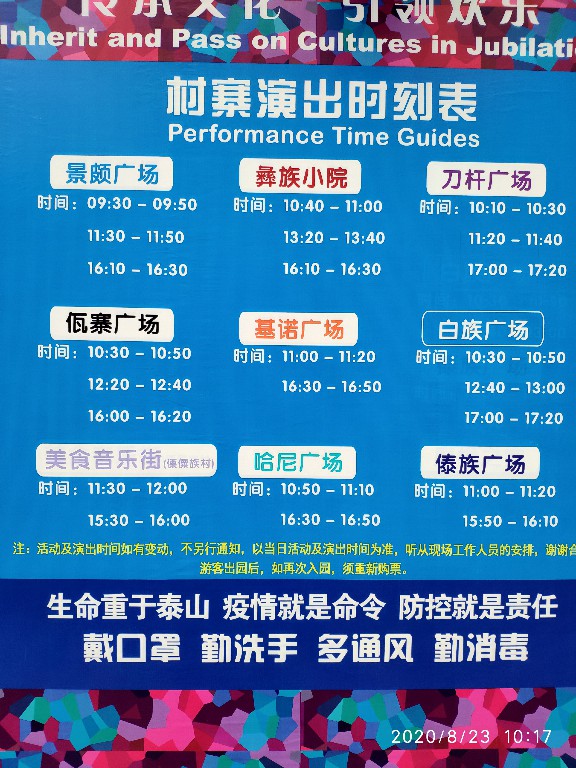 传承文化 引领欢乐
Inherit and Pass on Cultures in Jubilati
村寨演出时刻表
Performance Time Guides
景颇广场 彝族小院 刀杆广场
时间：09:30 – 09:50 时间：10:40 – 11:00 时间：10:10 – 10:30
11:30 – 11:50 13:20 – 13:40 11:20 – 11:40
16:10 – 16:30 16:10 – 16:30 17:00 – 17:20
佤寨广场 基诺广场 白族广场
时间：10:30 – 10:50 时间：11:00 – 11:20 时间：10:30 – 10:50
12:20 – 12:40 16:30 – 16:50 12:40 – 13:00
16:00 – 16:20 17:00 – 17:20
美食音乐街(傈僳族村) 哈尼广场 傣族广场
时间：11:30 – 12:00 时间：10:50 – 11:10 时间：11:00 – 11:20
15:30 – 16:00 16:30 – 16:50 15:50 – 16:10
注：活动及演出时间如有变动，不另行通知，以当日活动及演出时间为准，听从现场工作人员的安排，谢谢合
游客出园后，如再次入园，须重新购票。
生命重于泰山 疫情就是命令 防控就是责任
戴口罩 勤洗手 多通风 勤消毒
2020/8/23 10:17